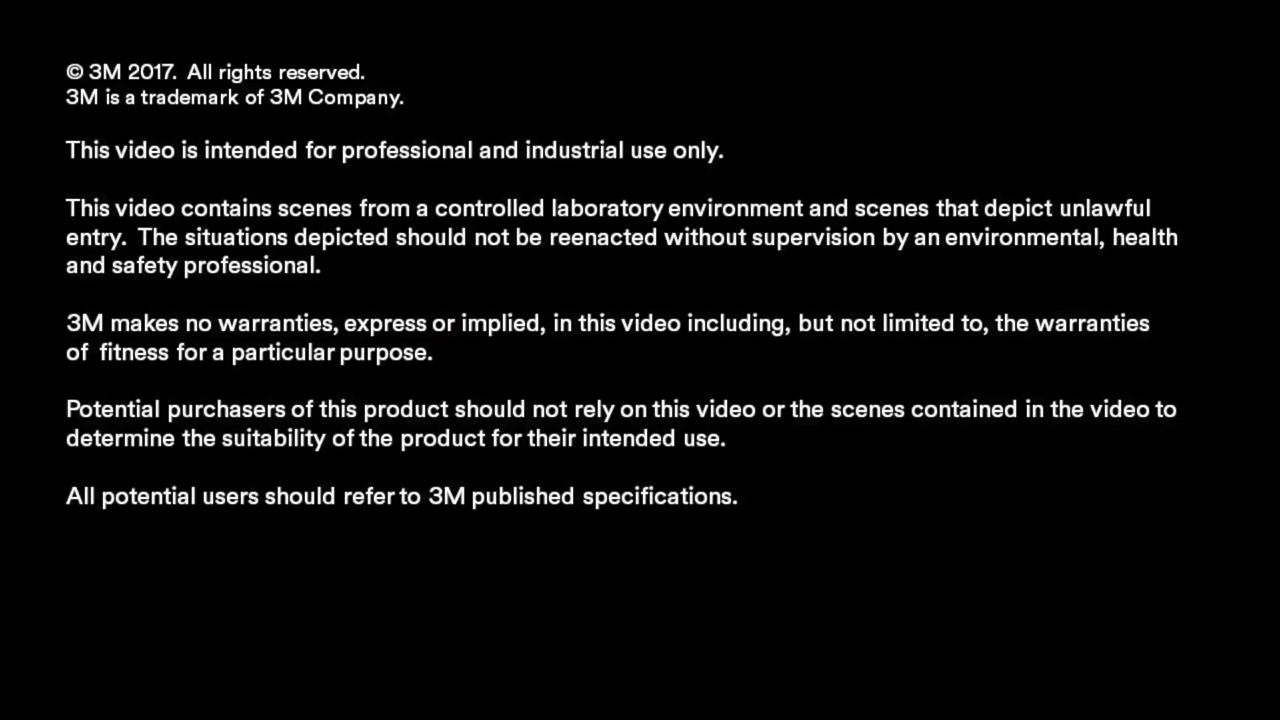 © 3M 2017. All rights reserved.
3M is a trademark of 3M Company.
This video is intended for professional and industrial use only.
This video contains scenes from a controlled laboratory environment and scenes that depict unlawful
entry. The situations depicted should not be reenacted without supervision by an environmental, health
and safety professional.
3M makes no warranties, express or implied, in this video including, but not limited to, the warranties
of fitness for a particular purpose.
Potential purchasers of this product should not rely on this video or the scenes contained in the video to
determine the suitability of the product for their intended use.
All potential users should refer to 3M published specifications.